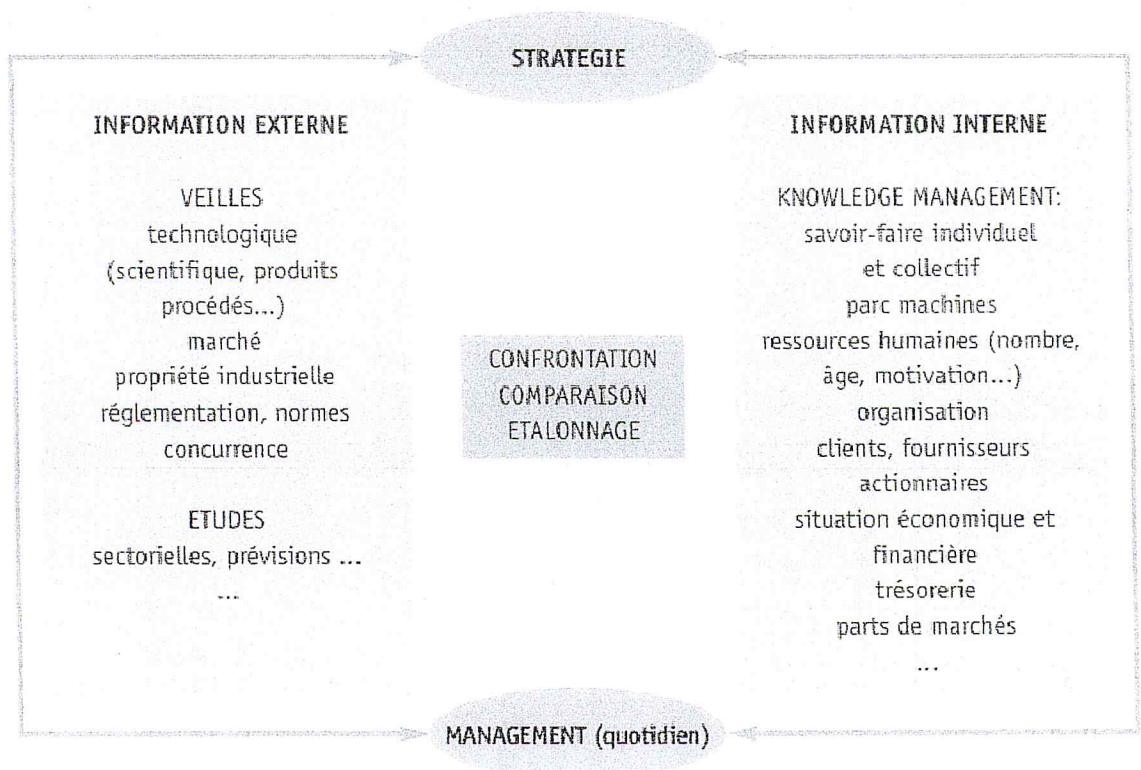 STRATEGIE
INFORMATION EXTERNE
VEILLES
technologique
(scientifique, produits
procédés...)
marché
propriété industrielle
réglementation, normes
concurrence
ETUDES
sectorielles, prévisions ...
...
CONFRONTATION
COMPARAISON
ETALONNAGE
INFORMATION INTERNE
KNOWLEDGE MANAGEMENT:
savoir-faire individuel
et collectif
parc machines
ressources humaines (nombre,
âge, motivation...)
organisation
clients, fournisseurs
actionnaires
situation économique et
financière
trésorerie
parts de marchés
...
MANAGEMENT (quotidien)